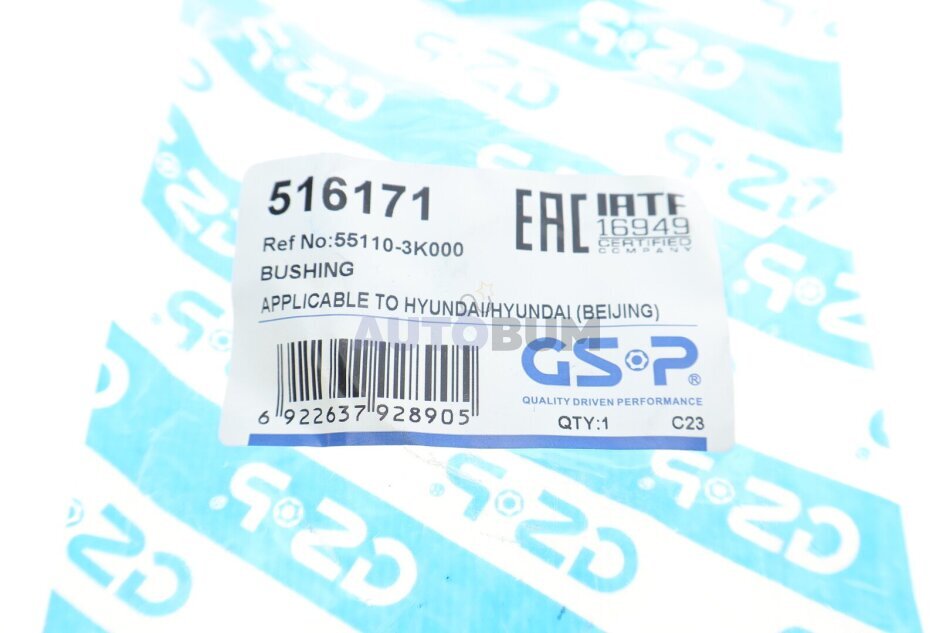 516171
EAC
IATF
16949
CERTIFIED
COMPANY
Ref No:55110-3K000
BUSHING
APPLICABLE TO HYUNDAI/HYUNDAI (BEIJING)
AUTOBUM
GSP®
QUALITY DRIVEN PERFORMANCE
6 922637 928905
QTY:1 C23